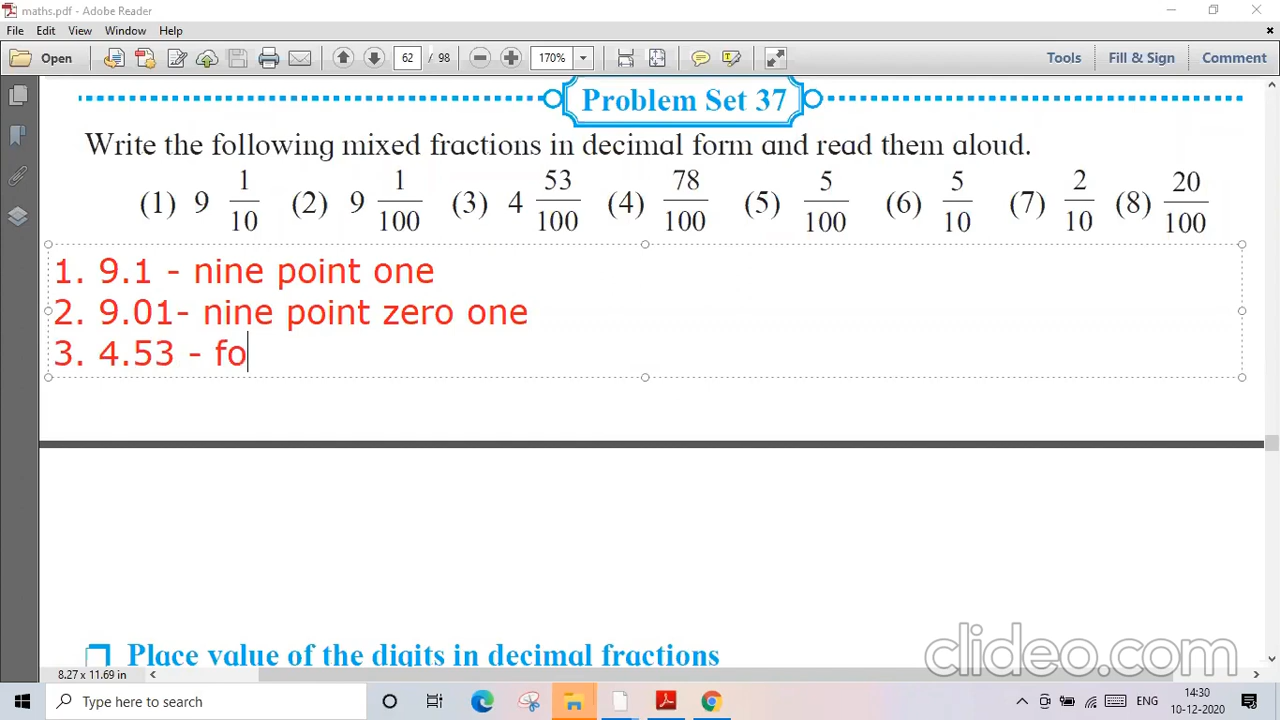 maths.pdf - Adobe Reader
File Edit View Window Help
Open 62 / 98 170% Tools Fill & Sign Comment
Problem Set 37
Write the following mixed fractions in decimal form and read them aloud.
(1) 9 1/10 (2) 9 1/100 (3) 4 53/100 (4) 78/100 (5) 5/100 (6) 5/10 (7) 2/10 (8) 20/100
1. 9.1 - nine point one
2. 9.01- nine point zero one
3. 4.53 - fo
Place value of the digits in decimal fractions
clideo.com
8.27 x 11.69 in
Type here to search
ENG
14:30
10-12-2020